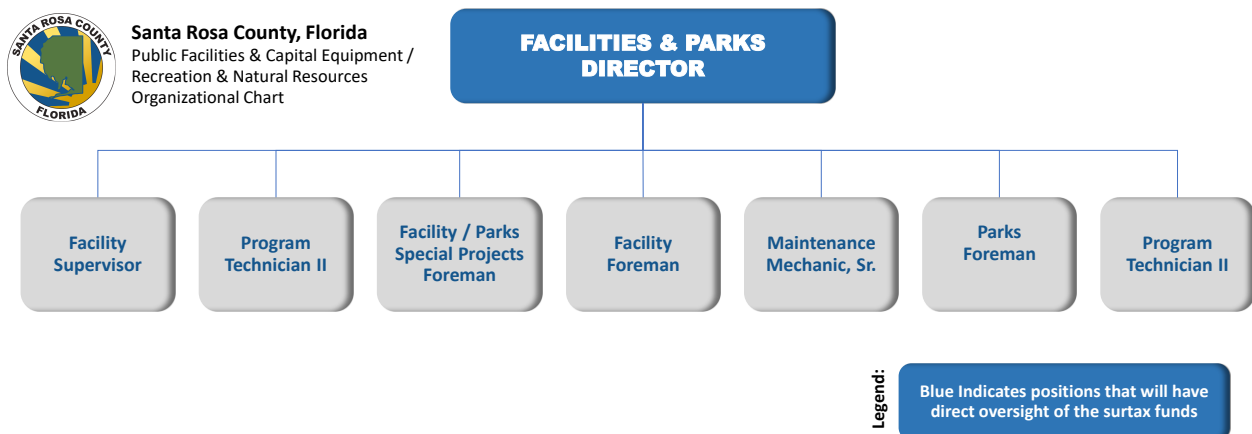 SANTA ROSA COUNTY
FLORIDA
Santa Rosa County, Florida
Public Facilities & Capital Equipment /
Recreation & Natural Resources
Organizational Chart
FACILITIES & PARKS
DIRECTOR
Facility
Supervisor
Program
Technician II
Facility / Parks
Special Projects
Foreman
Facility
Foreman
Maintenance
Mechanic, Sr.
Parks
Foreman
Program
Technician II
Legend:
Blue Indicates positions that will have
direct oversight of the surtax funds